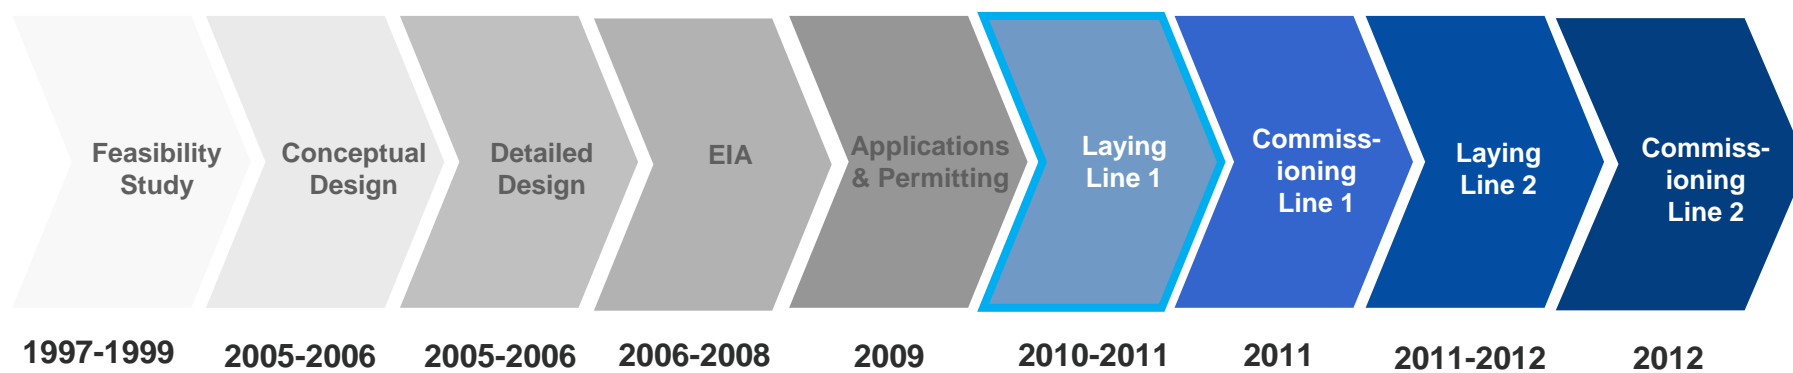 Feasibility
Study
Conceptual
Design
Detailed
Design
EIA
Applications
& Permitting
Laying
Line 1
Commiss-
ioning
Line 1
Laying
Line 2
Commiss-
ioning
Line 2
1997-1999
2005-2006
2005-2006
2006-2008
2009
2010-2011
2011
2011-2012
2012